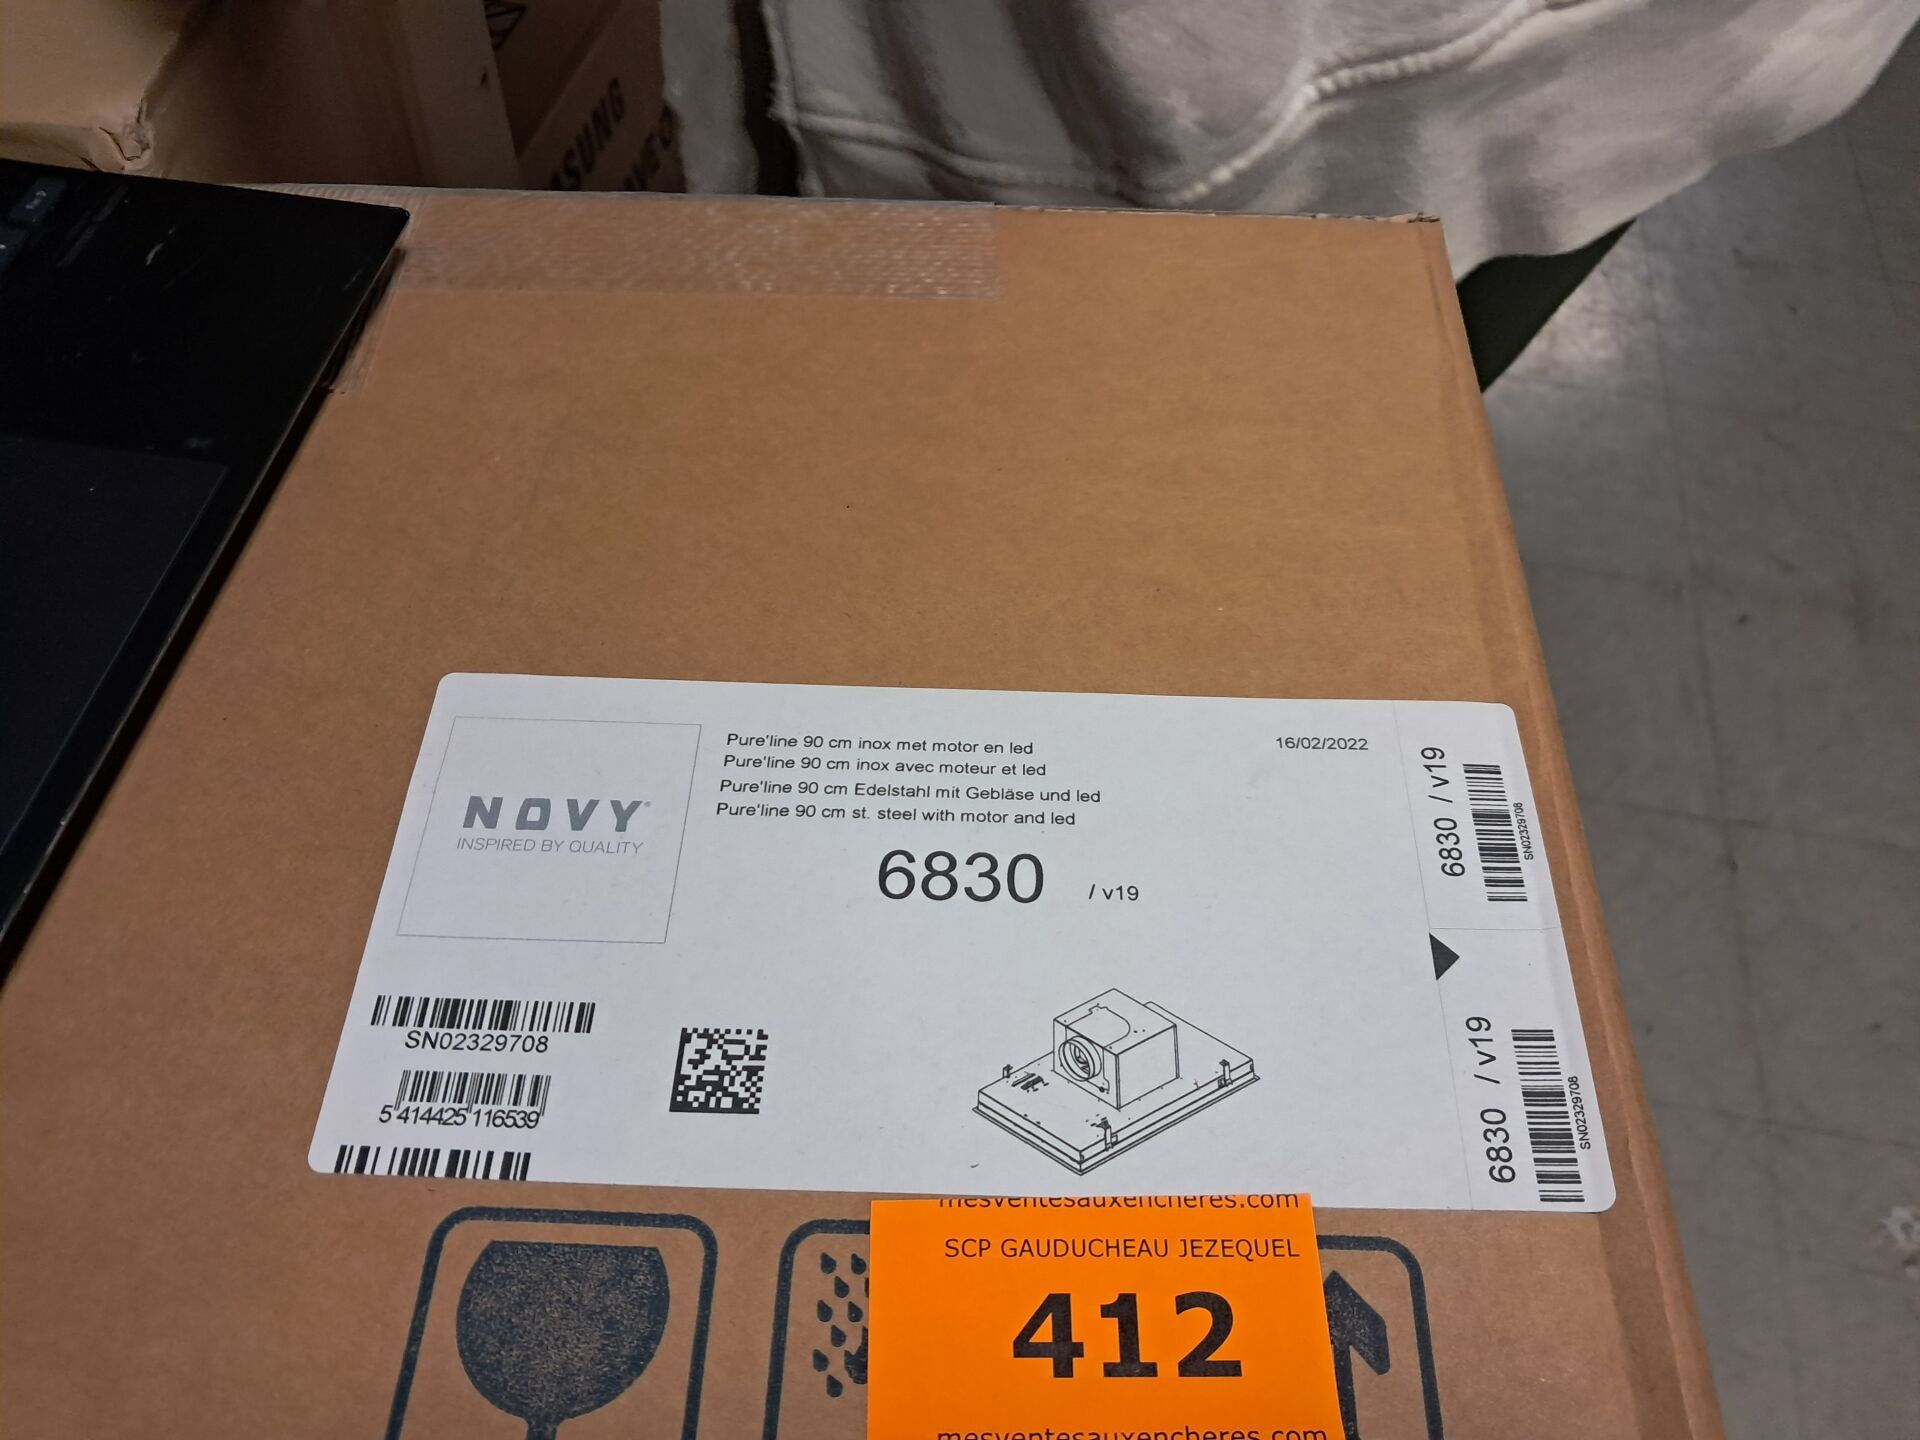 SUNG
Pure'line 90 cm inox met motor en led
Pure'line 90 cm inox avec moteur et led
Pure'line 90 cm Edelstahl mit Gebläse und led
Pure'line 90 cm st. steel with motor and led
16/02/2022
NOVY®
INSPIRED BY QUALITY
6830 / v19
SN02329708
5 414425 116539
6830 / v19
SN02329708
6830 / v19
SN02329708
mesventesauxencheres.com
SCP GAUDUCHEAU JEZEQUEL
412
mesventesauxencheres.com